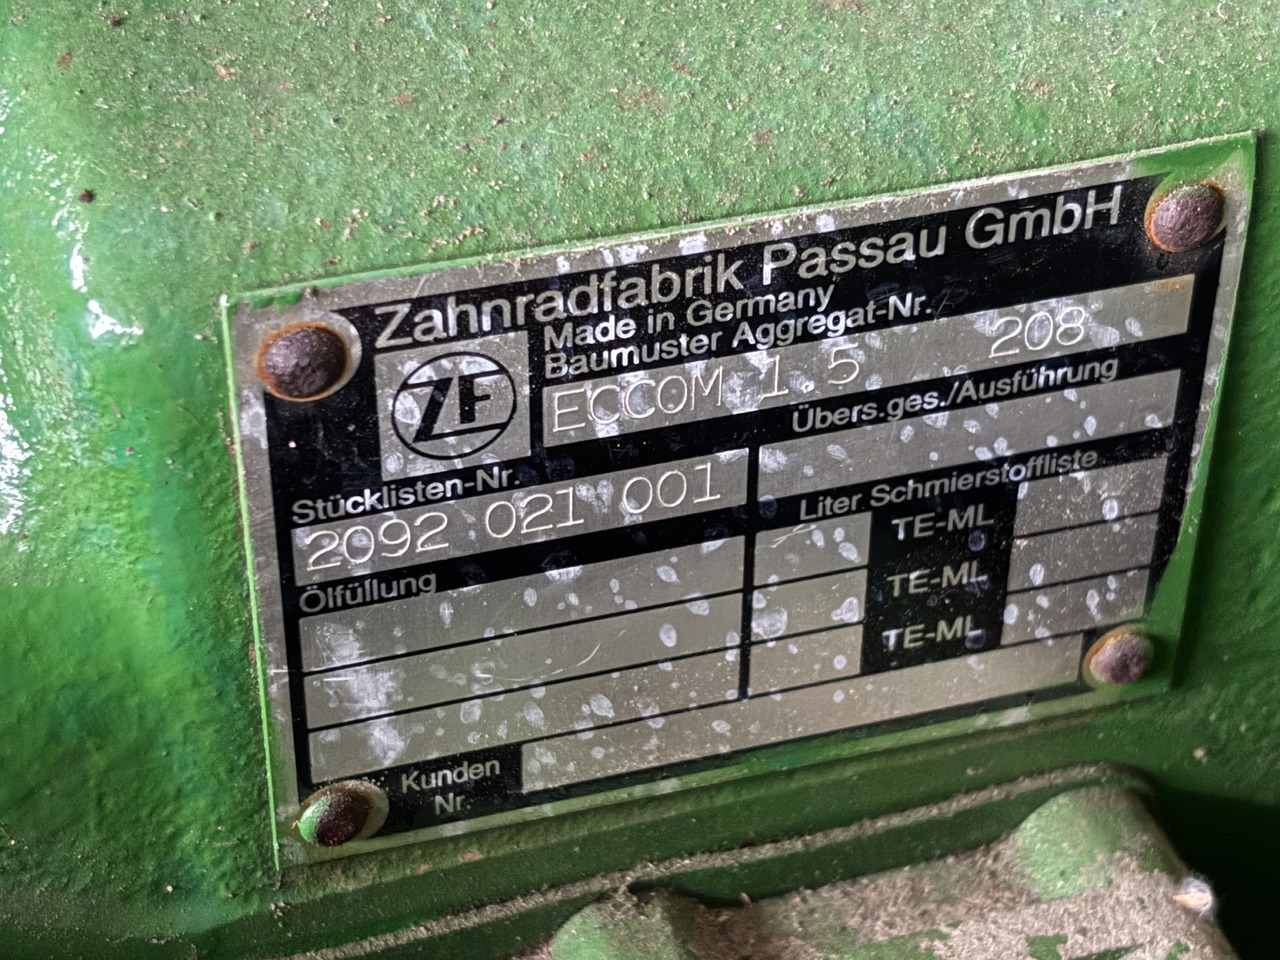 Zahnradfabrik Passau GmbH
Made in Germany
Baumuster Aggregat-Nr.
ZF
ECCOM 1.5 208
Übers.ges./Ausführung
Stücklisten-Nr.
2092 021 001
Liter Schmierstoffliste
Ölfüllung
TE-ML
TE-ML
TE-ML
Kunden
Nr.